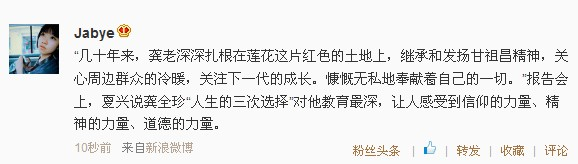 Jabye
“几十年来，龚老深深扎根在莲花这片红色的土地上，继承和发扬甘祖昌精神，关
心周边群众的冷暖，关注下一代的成长。慷慨无私地奉献着自己的一切。”报告会
上，夏兴说龚全珍“人生的三次选择”对他教育最深，让人感受到信仰的力量、精
神的力量、道德的力量。
10秒前 来自新浪微博 粉丝头条 | | 转发 | 收藏 | 评论